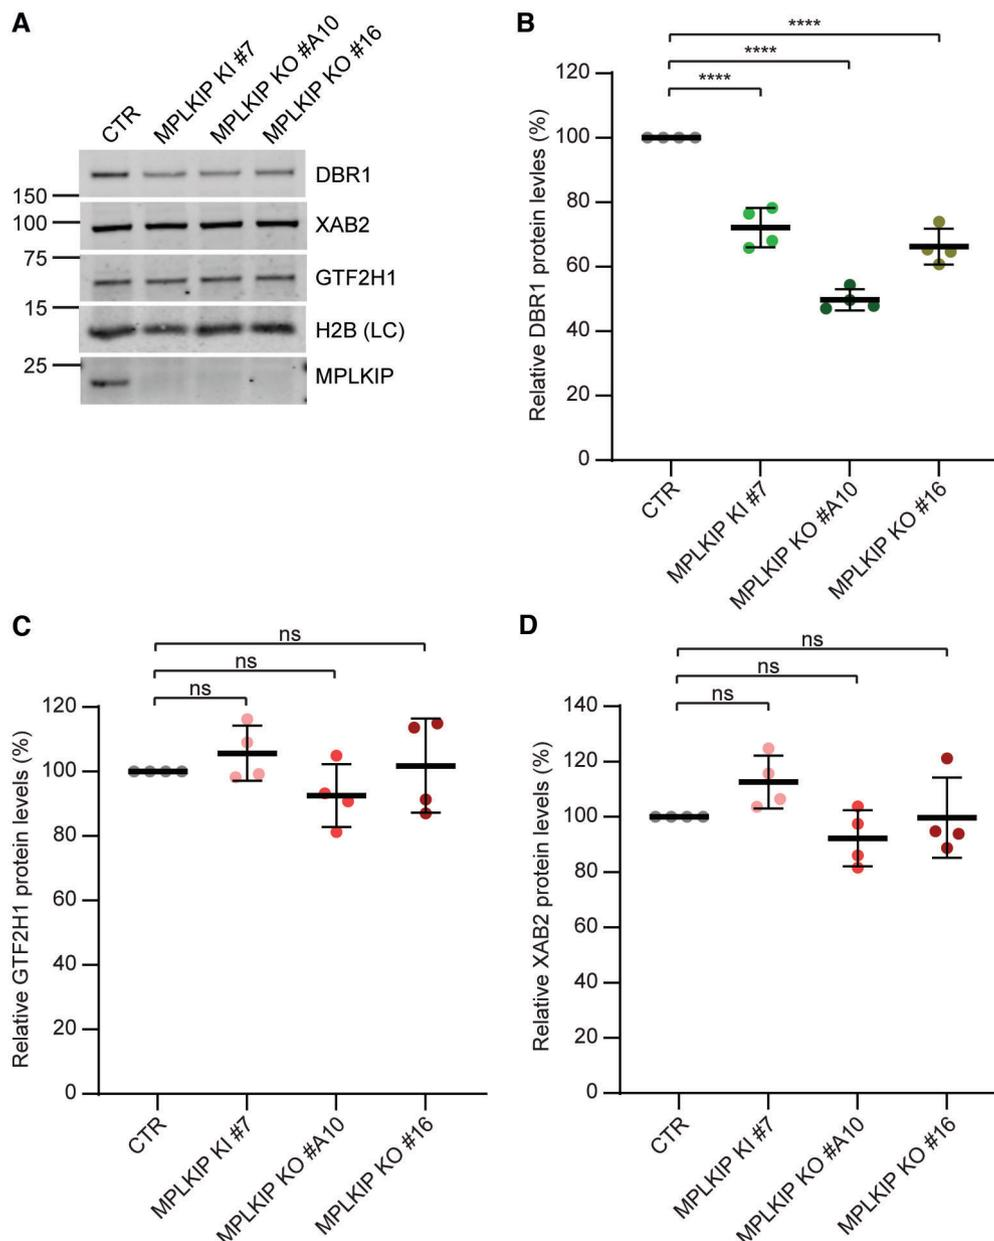 A
CTR
MPLKIP KI #7
MPLKIP KO #A10
MPLKIP KO #16
DBR1
150
100
XAB2
75
GTF2H1
15
H2B (LC)
25
MPLKIP
B
****
****
****
Relative DBR1 protein levles (%)
120
100
80
60
40
20
0
CTR
MPLKIP KI #7
MPLKIP KO #A10
MPLKIP KO #16
C
ns
ns
ns
Relative GTF2H1 protein levels (%)
120
100
80
60
40
20
0
CTR
MPLKIP KI #7
MPLKIP KO #A10
MPLKIP KO #16
D
ns
ns
ns
Relative XAB2 protein levels (%)
140
120
100
80
60
40
20
0
CTR
MPLKIP KI #7
MPLKIP KO #A10
MPLKIP KO #16